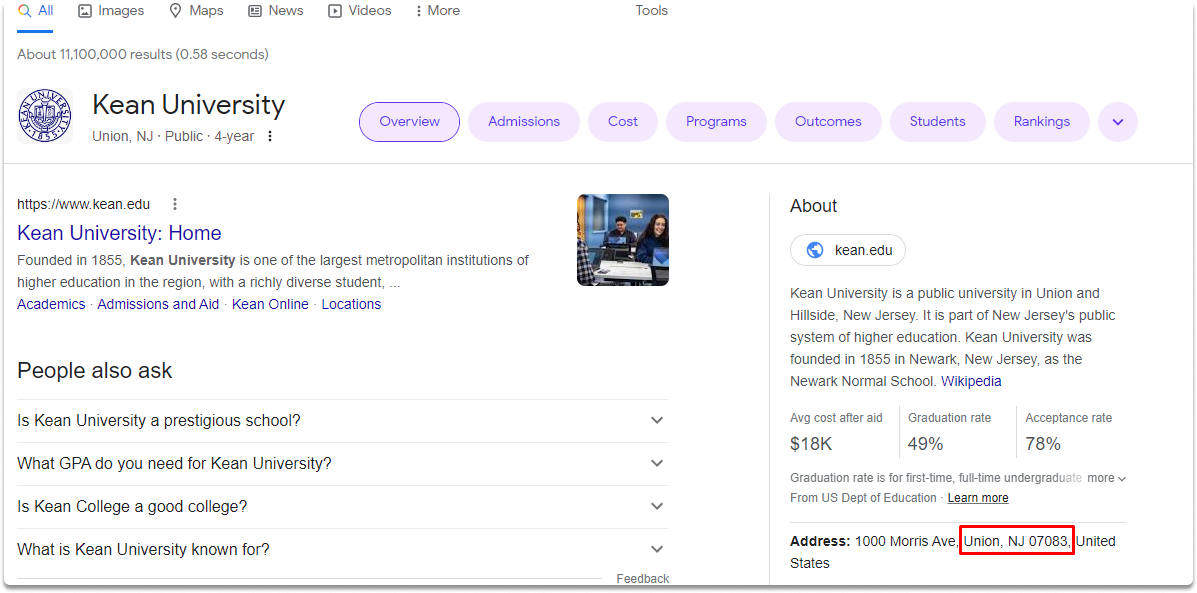 All Images Maps News Videos More Tools
About 11,100,000 results (0.58 seconds)
KEAN UNIVERSITY
1855
Kean University
Union, NJ · Public · 4-year
Overview Admissions Cost Programs Outcomes Students Rankings
https://www.kean.edu
Kean University: Home
Founded in 1855, Kean University is one of the largest metropolitan institutions of
higher education in the region, with a richly diverse student, ...
Academics · Admissions and Aid · Kean Online · Locations
People also ask
Is Kean University a prestigious school?
What GPA do you need for Kean University?
Is Kean College a good college?
What is Kean University known for?
Feedback
About
kean.edu
Kean University is a public university in Union and
Hillside, New Jersey. It is part of New Jersey's public
system of higher education. Kean University was
founded in 1855 in Newark, New Jersey, as the
Newark Normal School. Wikipedia
Avg cost after aid Graduation rate Acceptance rate
$18K 49% 78%
Graduation rate is for first-time, full-time undergraduate more
From US Dept of Education · Learn more
Address: 1000 Morris Ave, Union, NJ 07083, United
States